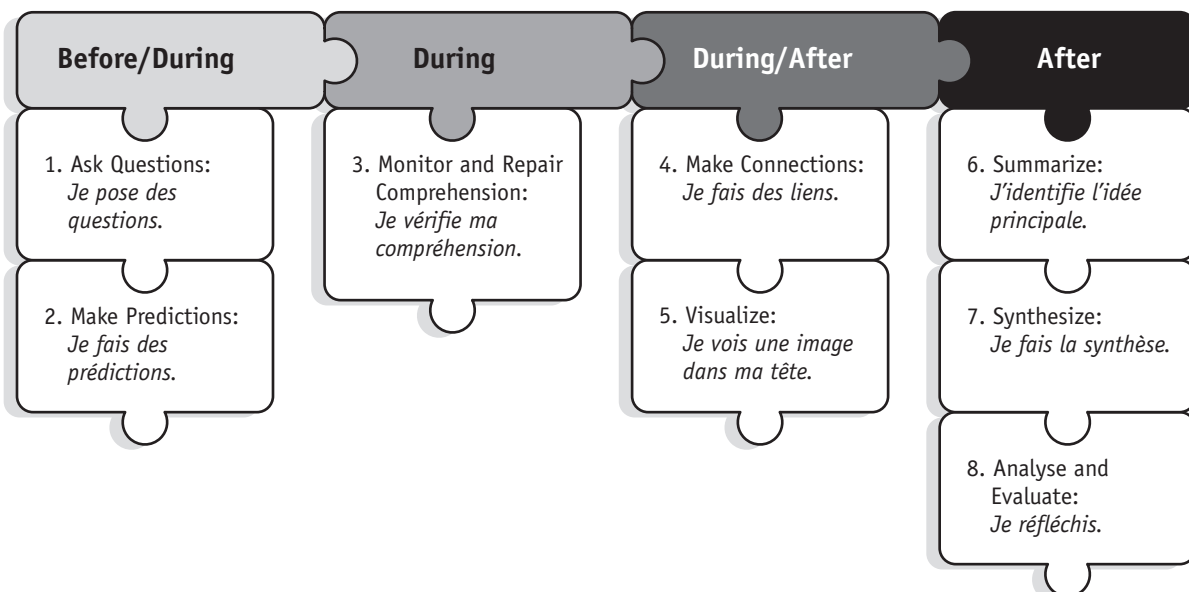 Before/During
During
During/After
After
1. Ask Questions:
Je pose des
questions.
2. Make Predictions:
Je fais des
prédictions.
3. Monitor and Repair
Comprehension:
Je vérifie ma
compréhension.
4. Make Connections:
Je fais des liens.
5. Visualize:
Je vois une image
dans ma tête.
6. Summarize:
J'identifie l'idée
principale.
7. Synthesize:
Je fais la synthèse.
8. Analyse and
Evaluate:
Je réfléchis.